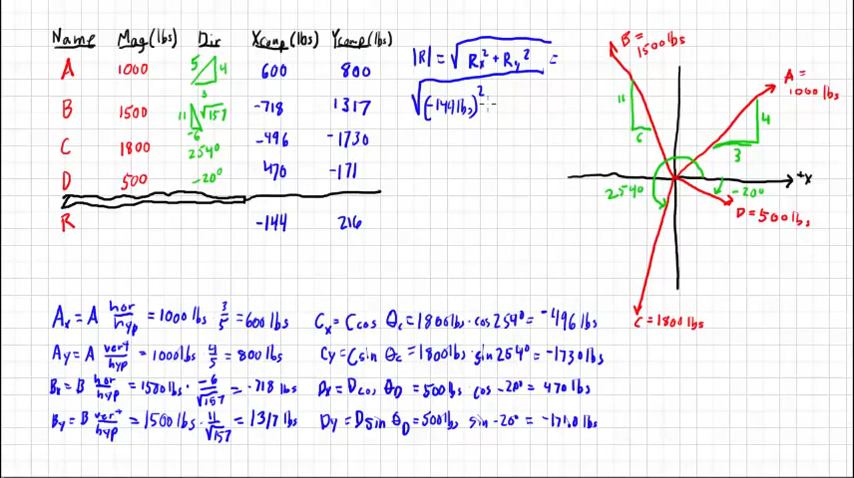 Name Mag(lbs) Dir Xcomp(lbs) Ycomp(lbs)
A 1000 5 4 3 600 800
B 1500 11 √157 -6 -718 1317
C 1800 254° -496 -1730
D 500 -20° 470 -171
R -144 216
|R| = √Rx² + Ry² =
√(-144lbs)² +
B = 1500lbs
A = 1000 lbs
11
6
4
3
+X
254°
-20°
D = 500lbs
C = 1800 lbs
Ax = A hor/hyp = 1000 lbs 3/5 = 600 lbs
Ay = A vert/hyp = 1000 lbs 4/5 = 800 lbs
Bx = B hor/hyp = 1500 lbs · -6/√157 = -718 lbs
By = B vert/hyp = 1500 lbs · 11/√157 = 1317 lbs
Cx = C cos θc = 1800 lbs · cos 254° = -496 lbs
Cy = C sin θc = 1800 lbs · sin 254° = -1730 lbs
Dx = D cos θD = 500 lbs · cos -20° = 470 lbs
Dy = D sin θD = 500 lbs sin -20° = -171.0 lbs